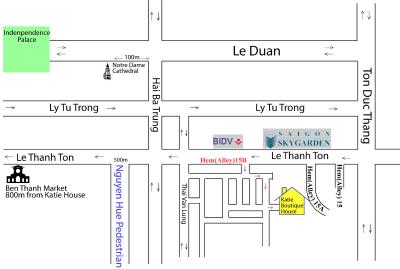 Indenpendence
Palace
100m
Notre Dame
Cathedral
Le Duan
Hai Ba Trung
Ton Duc Thang
Ly Tu Trong
Ly Tu Trong
BIDV
SAIGON
SKYGARDEN
Le Thanh Ton
500m
Hem(Alley)15B
Le Thanh Ton
Ben Thanh Market
800m from Katie House
Nguyen Hue Pedestrian
Thai Van Lung
Katie
Boutique
House
Hem(Alley) 15A
Hem(Alley) 15